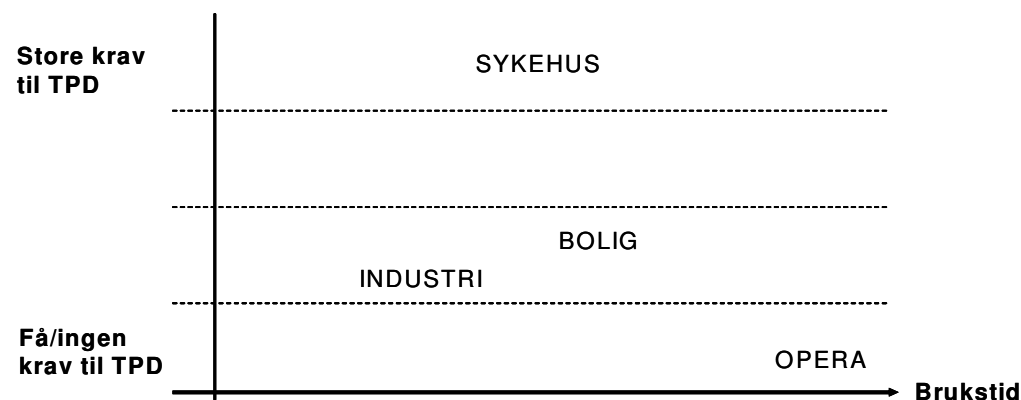 Store krav
til TPD
SYKEHUS
BOLIG
INDUSTRI
Få/ingen
krav til TPD
OPERA
Brukstid